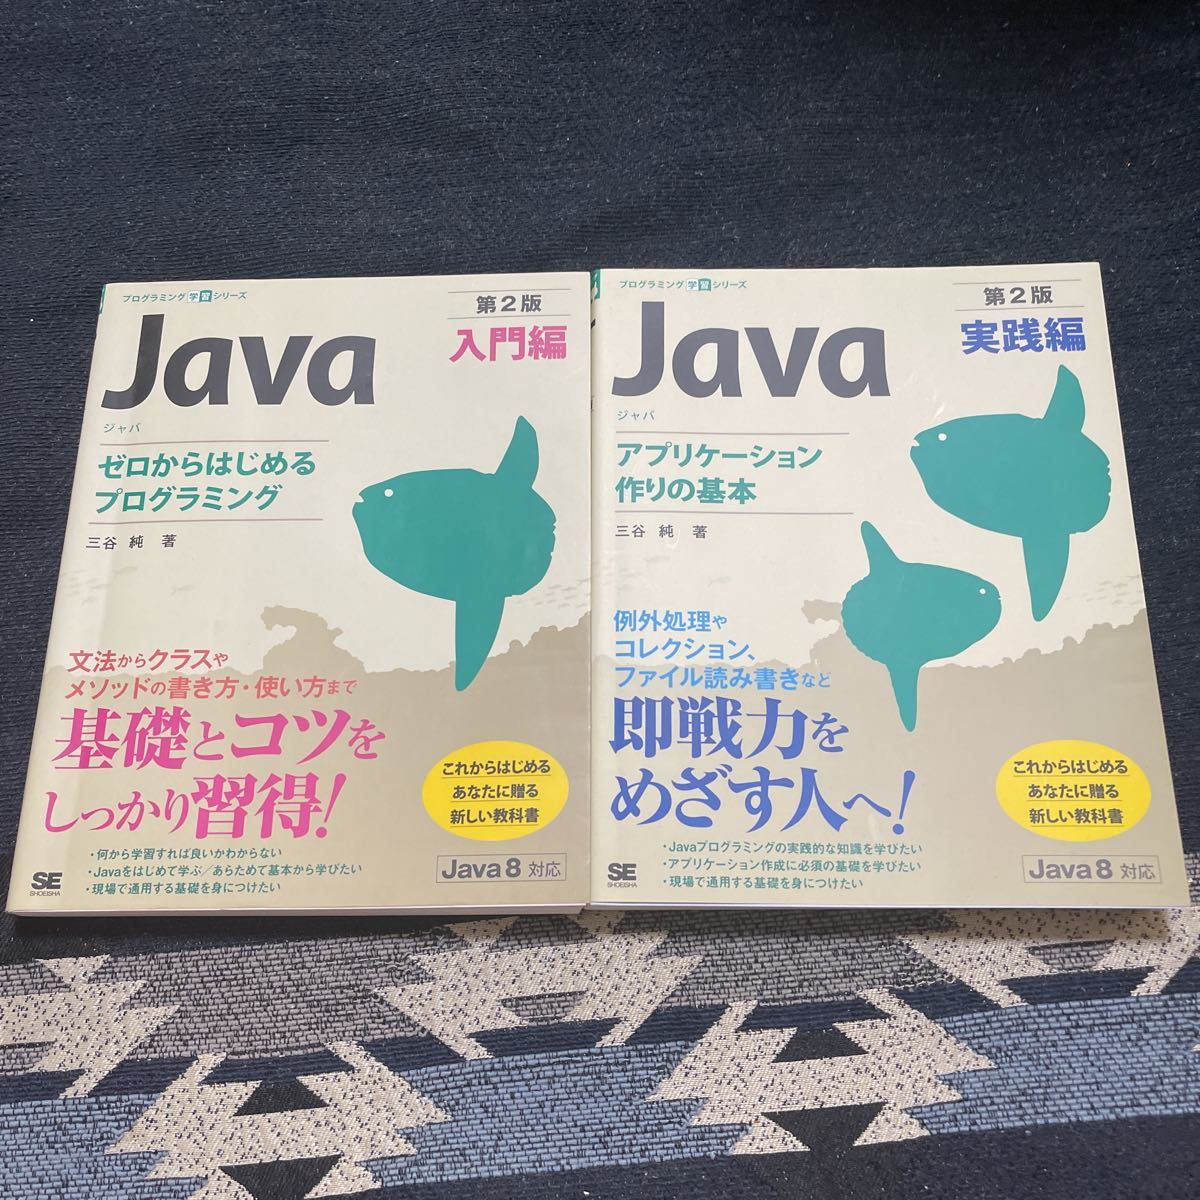 プログラミング学習シリーズ
第2版
入門編
Java
ジャバ
ゼロからはじめる
プログラミング
三谷 純 著
文法からクラスや
メソッドの書き方・使い方まで
基礎とコツを
しっかり習得!
これからはじめる
あなたに贈る
新しい教科書
・何から学習すれば良いかわからない
・Javaをはじめて学ぶ/あらためて基本から学びたい
・現場で通用する基礎を身につけたい
SE
SHOEISHA
Java 8 対応
プログラミング学習シリーズ
第2版
実践編
Java
ジャバ
アプリケーション
作りの基本
三谷 純 著
例外処理や
コレクション、
ファイル読み書きなど
即戦力を
めざす人へ!
これからはじめる
あなたに贈る
新しい教科書
・Javaプログラミングの実践的な知識を学びたい
・アプリケーション作成に必須の基礎を学びたい
・現場で通用する基礎を身につけたい
SE
SHOEISHA
Java 8 対応